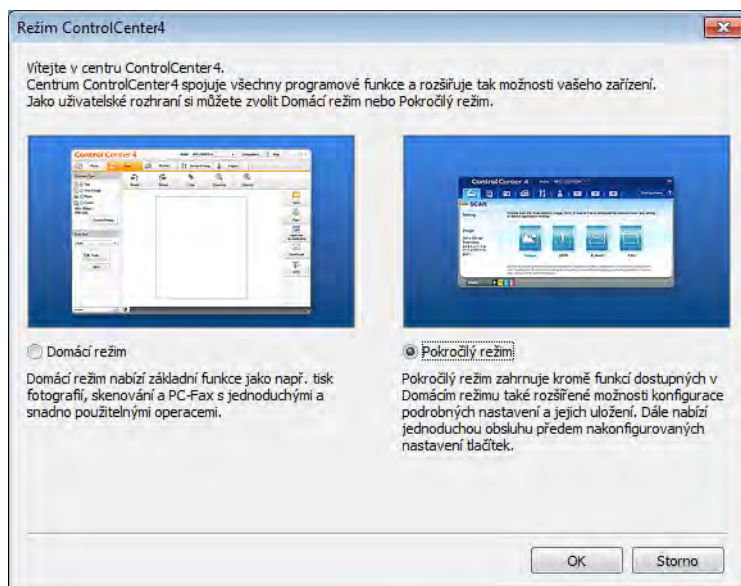 Režim ControlCenter4
Vítejte v centru ControlCenter4.
Centrum ControlCenter4 spojuje všechny programové funkce a rozšiřuje tak možnosti vašeho zařízení.
Jako uživatelské rozhraní si můžete zvolit Domácí režim nebo Pokročilý režim.
Control Center 4
Control Center 4
SCAN
Domácí režim
Domácí režim nabízí základní funkce jako např. tisk
fotografií, skenování a PC-Fax s jednoduchými a
snadno použitelnými operacemi.
Pokročilý režim
Pokročilý režim zahrnuje kromě funkcí dostupných v
Domácím režimu také rozšířené možnosti konfigurace
podrobných nastavení a jejich uložení. Dále nabízí
jednoduchou obsluhu předem nakonfigurovaných
nastavení tlačítek.
OK
Storno